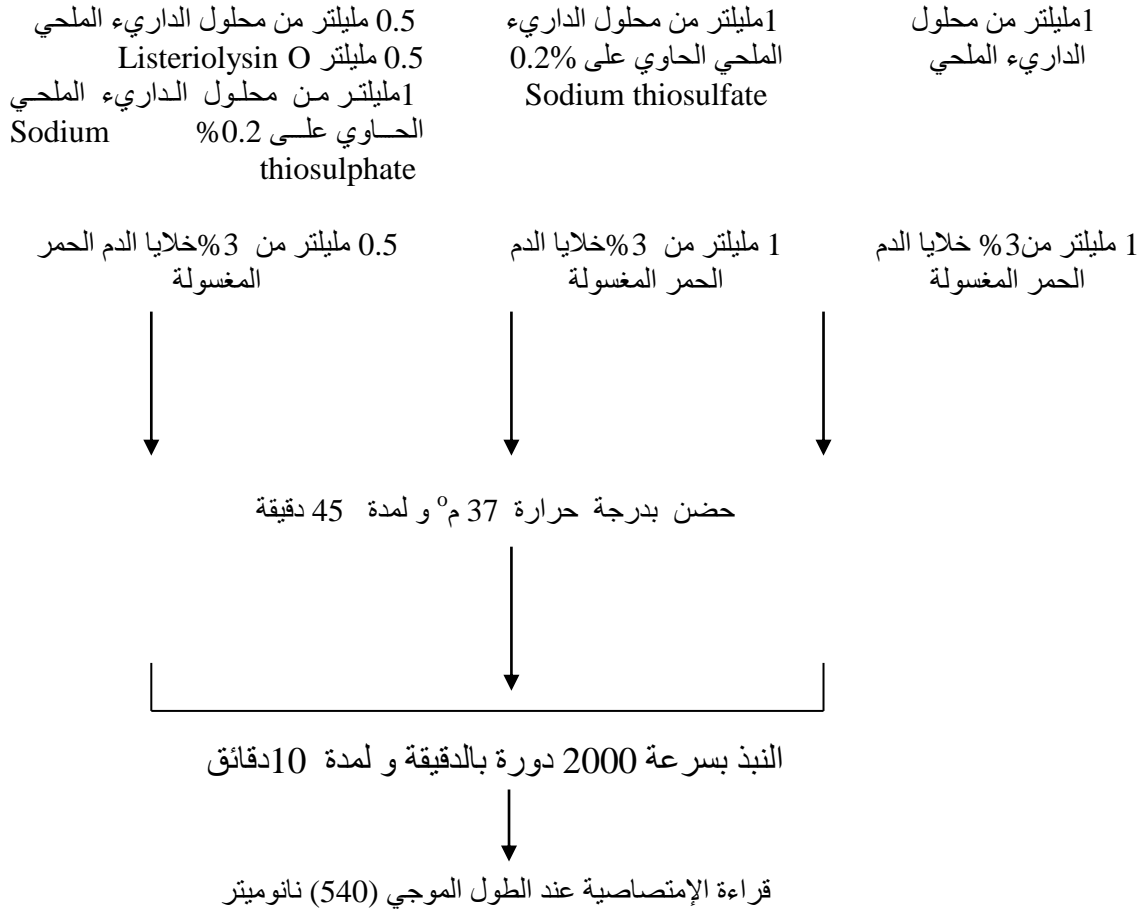 1مليلتر من محلول
الداريء الملحي
1مليلتر من محلول الداريء
الملحي الحاوي على %0.2
Sodium thiosulfate
0.5 مليلتر من محلول الداريء الملحي
0.5 مليلتر Listeriolysin O
1مليلتر من محلول الداريء الملحي
الحاوي على 0.2% Sodium
thiosulphate
1 مليلتر من3% خلايا الدم
الحمر المغسولة
1 مليلتر من 3%خلايا الدم
الحمر المغسولة
0.5 مليلتر من 3%خلايا الدم الحمر
المغسولة
حضن بدرجة حرارة 37 مº و لمدة 45 دقيقة
النبذ بسرعة 2000 دورة بالدقيقة و لمدة 10دقائق
قراءة الإمتصاصية عند الطول الموجي (540) نانوميتر